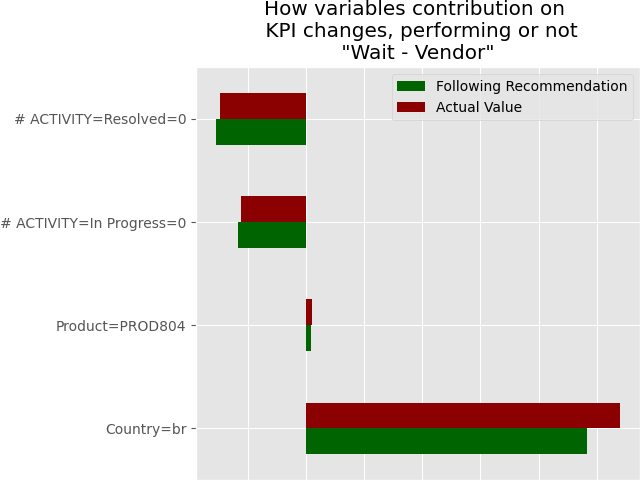 How variables contribution on
KPI changes, performing or not
"Wait - Vendor"
Following Recommendation
Actual Value
# ACTIVITY=Resolved=0
# ACTIVITY=In Progress=0
Product=PROD804
Country=br